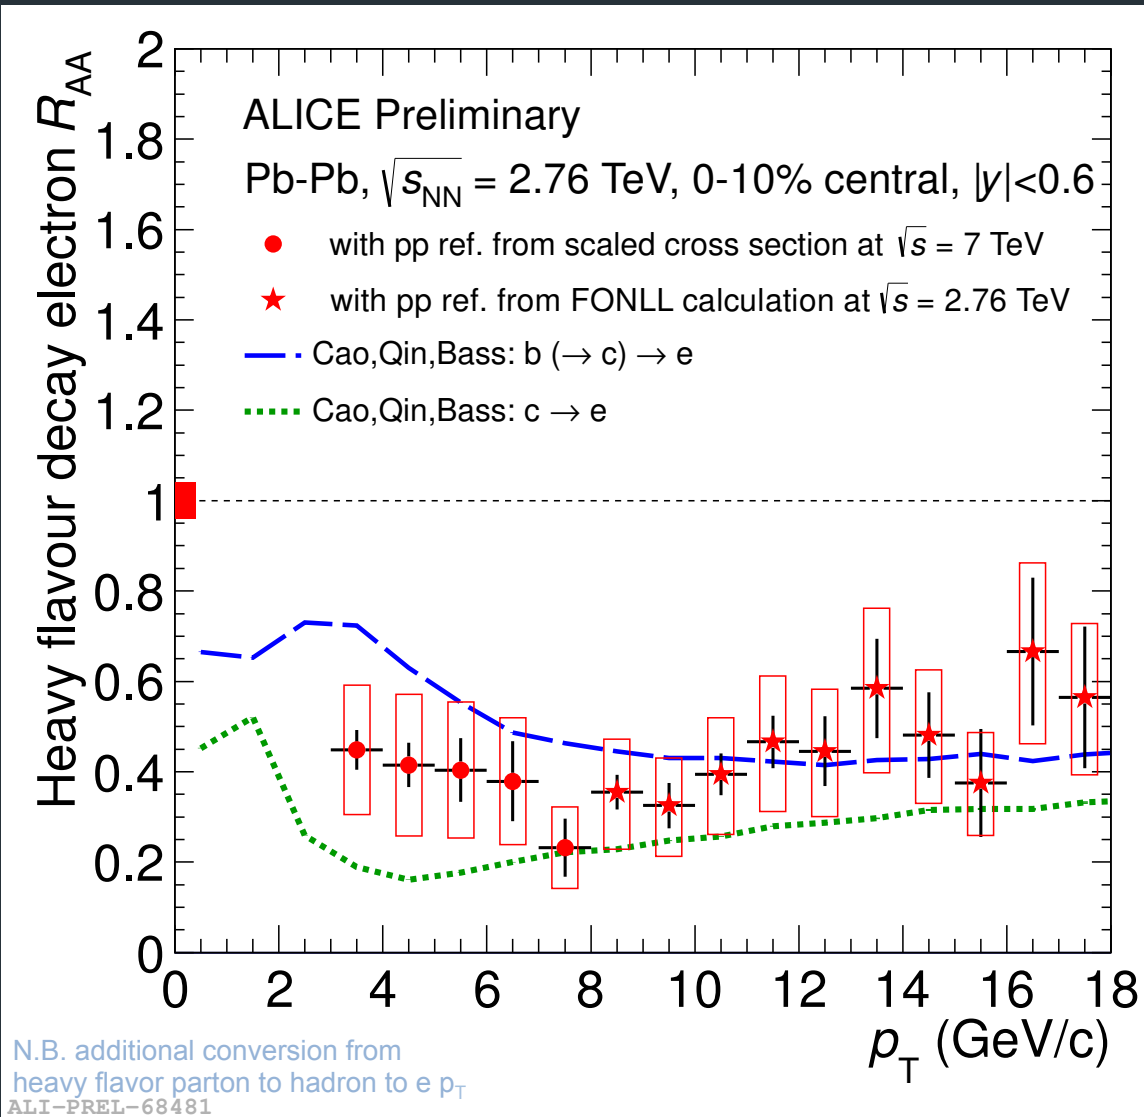 Heavy flavour decay electron R_AA
2
1.8
1.6
1.4
1.2
1
0.8
0.6
0.4
0.2
0
ALICE Preliminary
Pb-Pb, √s_NN = 2.76 TeV, 0-10% central, |y|<0.6
with pp ref. from scaled cross section at √s = 7 TeV
with pp ref. from FONLL calculation at √s = 2.76 TeV
Cao,Qin,Bass: b (→ c) → e
Cao,Qin,Bass: c → e
0 2 4 6 8 10 12 14 16 18
p_T (GeV/c)
N.B. additional conversion from
heavy flavor parton to hadron to e p_T
ALI-PREL-68481